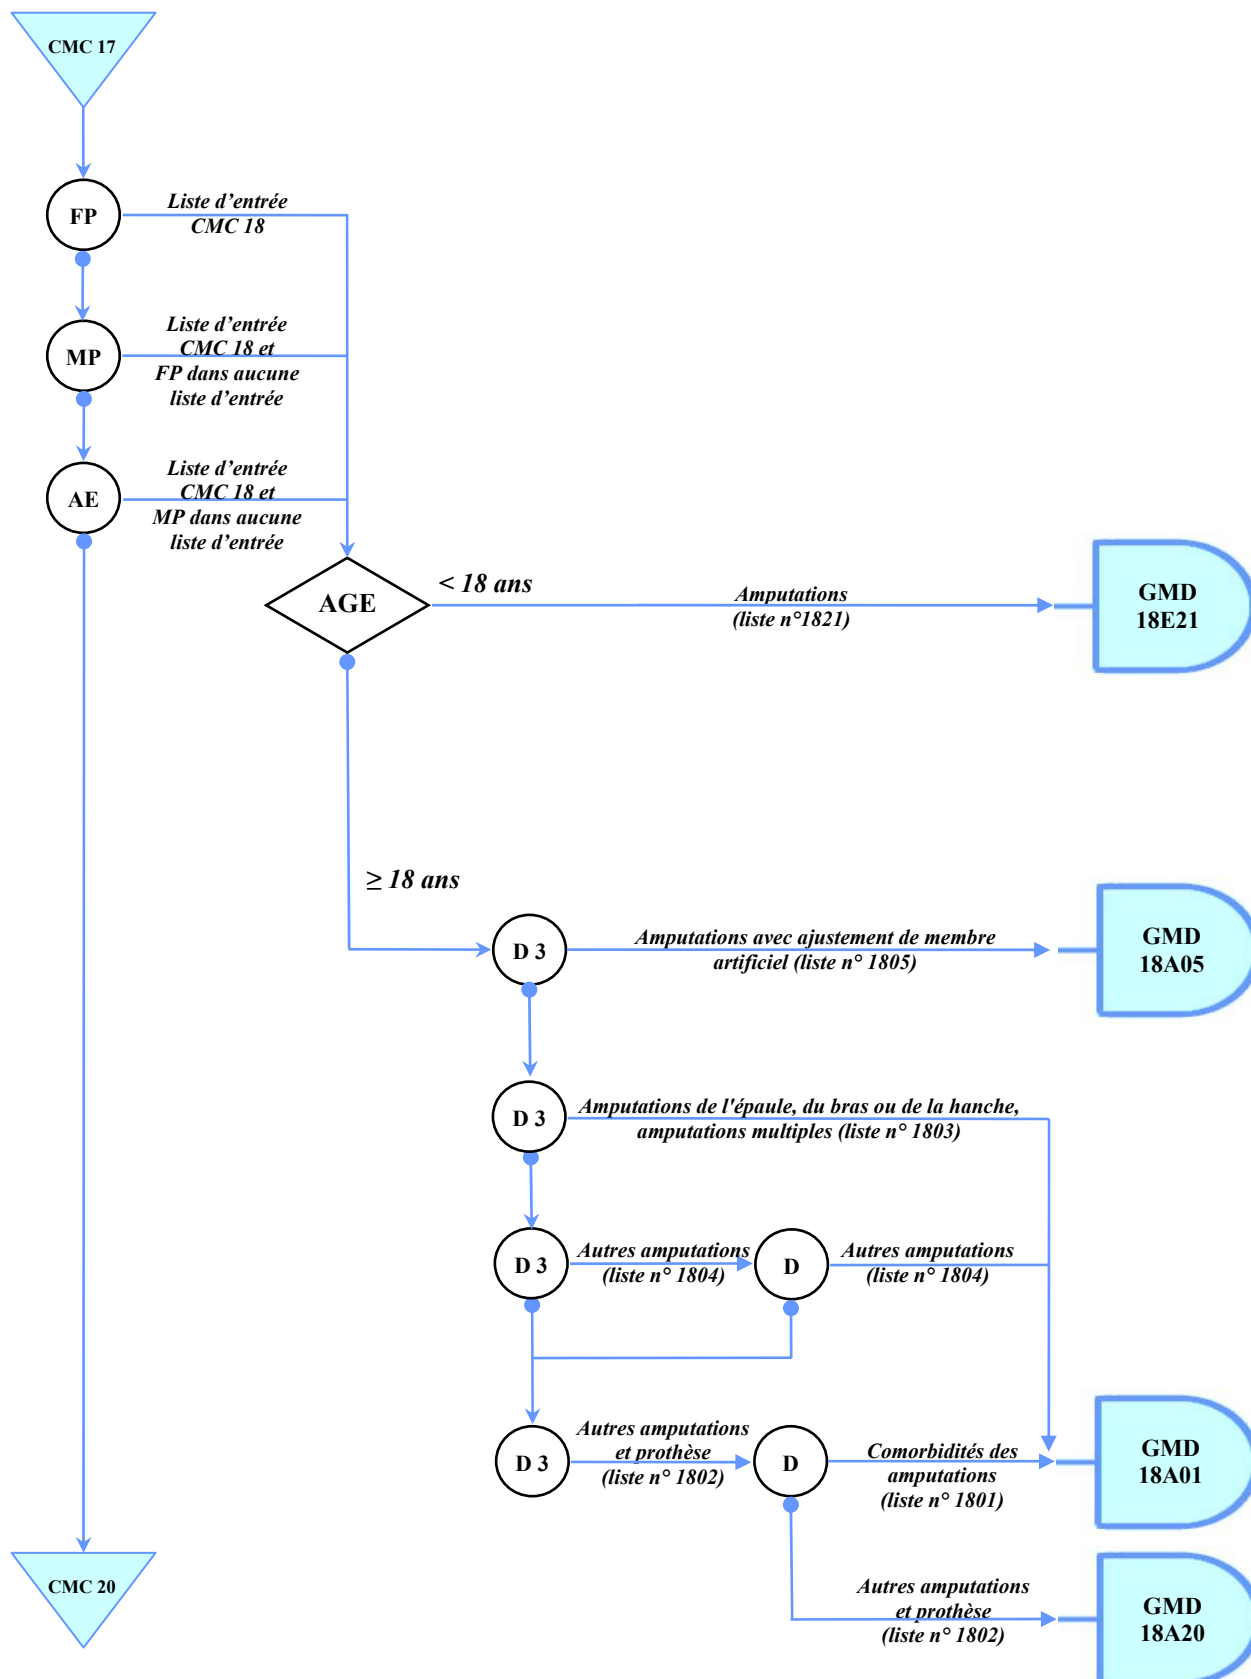 CMC 17
FP
Liste d’entrée
CMC 18
MP
Liste d’entrée
CMC 18 et
FP dans aucune
liste d’entrée
AE
Liste d’entrée
CMC 18 et
MP dans aucune
liste d’entrée
AGE
< 18 ans
Amputations
(liste n°1821)
GMD
18E21
≥ 18 ans
D 3
Amputations avec ajustement de membre
artificiel (liste n° 1805)
GMD
18A05
D 3
Amputations de l'épaule, du bras ou de la hanche,
amputations multiples (liste n° 1803)
D 3
Autres amputations
(liste n° 1804)
D
Autres amputations
(liste n° 1804)
D 3
Autres amputations
et prothèse
(liste n° 1802)
D
Comorbidités des
amputations
(liste n° 1801)
GMD
18A01
CMC 20
Autres amputations
et prothèse
(liste n° 1802)
GMD
18A20